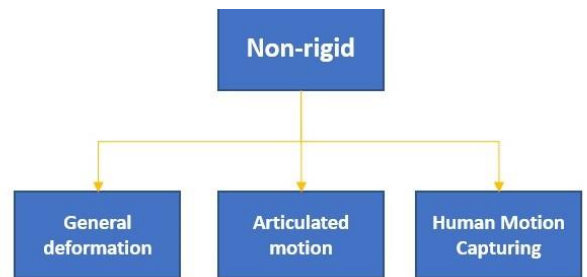 Non-rigid
General
deformation
Articulated
motion
Human Motion
Capturing